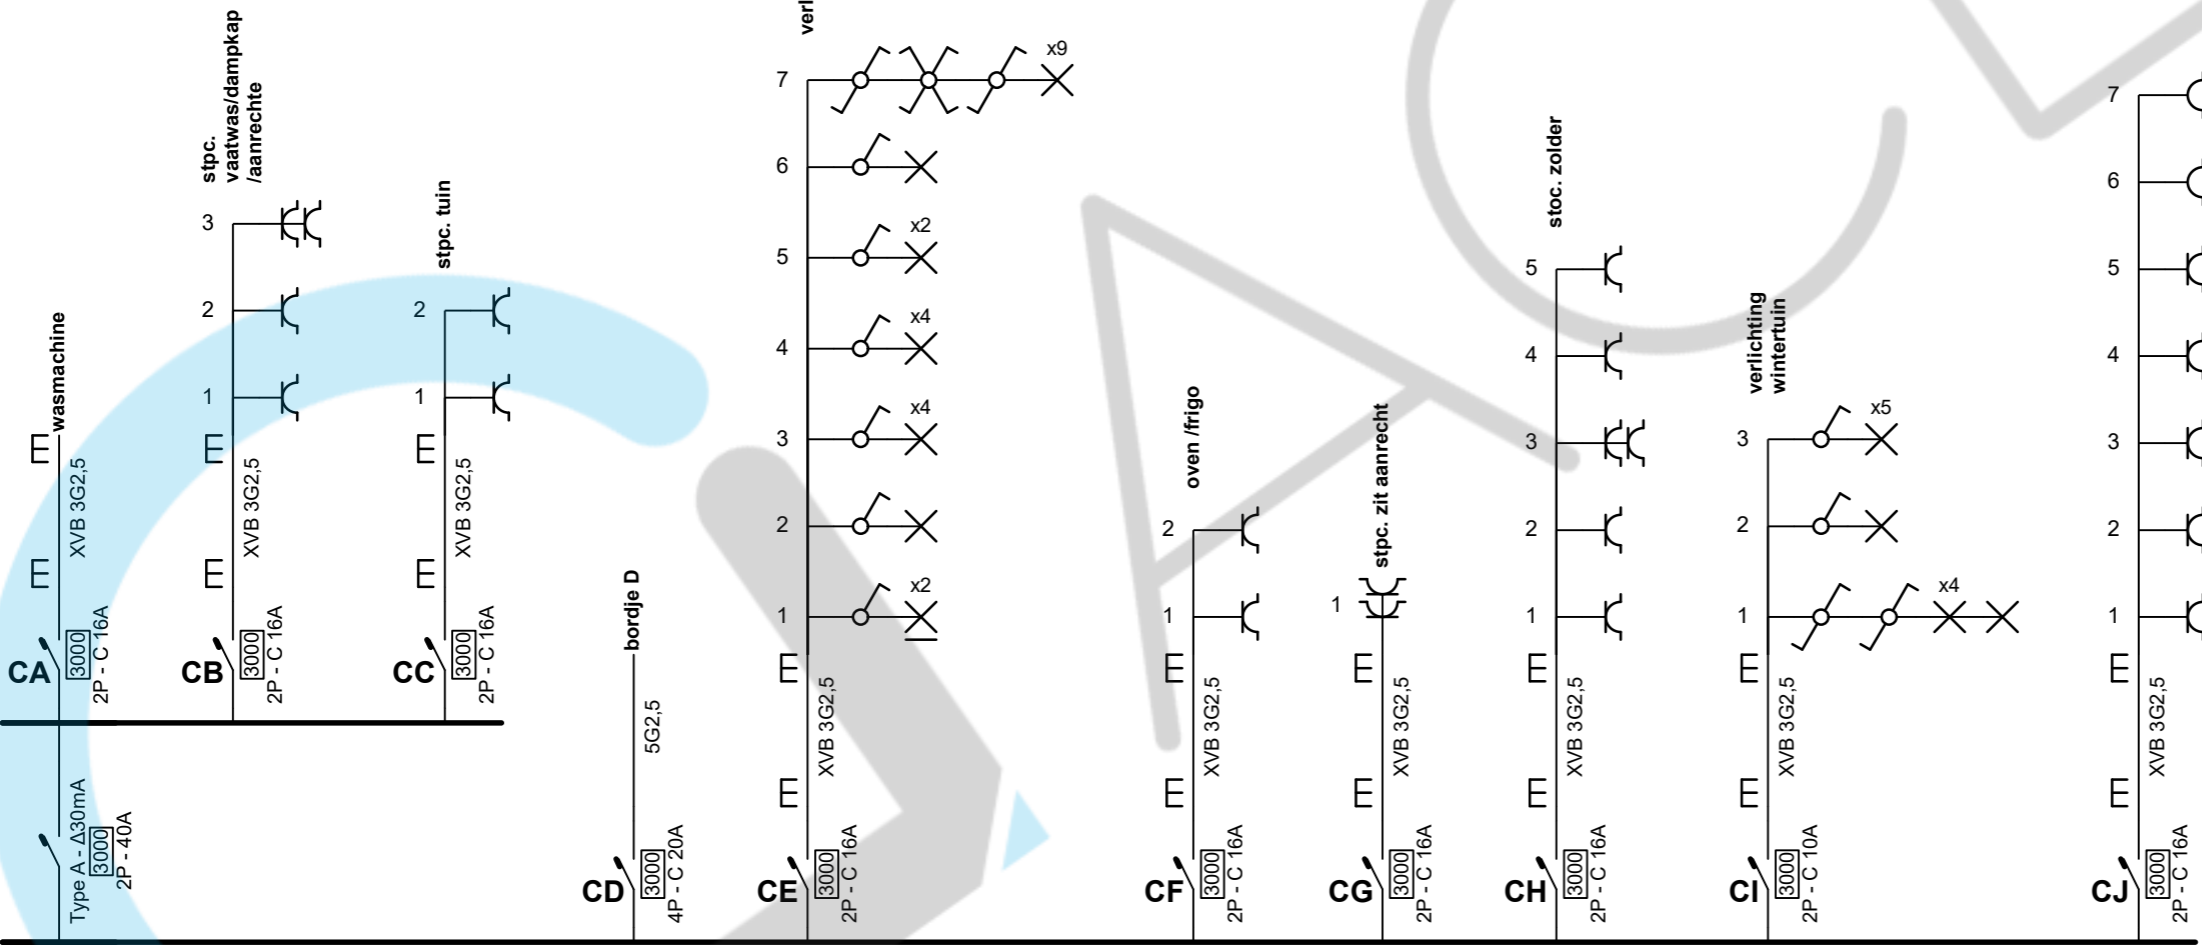 wasmachine
E
XVB 3G2,5
E
CA
3000
2P - C 16A
stpc.
vaatwas/dampkap
/aanrechte
3
2
1
E
XVB 3G2,5
E
CB
3000
2P - C 16A
stpc. tuin
2
1
E
XVB 3G2,5
E
CC
3000
2P - C 16A
Type A - Δ30mA
3000
2P - 40A
bordje D
5G2,5
CD
3000
4P - C 20A
verl
7
x9
6
5
x2
4
x4
3
x4
2
1
x2
E
XVB 3G2,5
E
CE
3000
2P - C 16A
oven /frigo
2
1
E
XVB 3G2,5
E
CF
3000
2P - C 16A
stpc. zit aanrecht
1
E
XVB 3G2,5
E
CG
3000
2P - C 16A
stoc. zolder
5
4
3
2
1
E
XVB 3G2,5
E
CH
3000
2P - C 16A
verlichting
wintertuin
3
x5
2
1
x4
E
XVB 3G2,5
E
CI
3000
2P - C 10A
7
6
5
4
3
2
1
E
XVB 3G2,5
E
CJ
3000
2P - C 16A